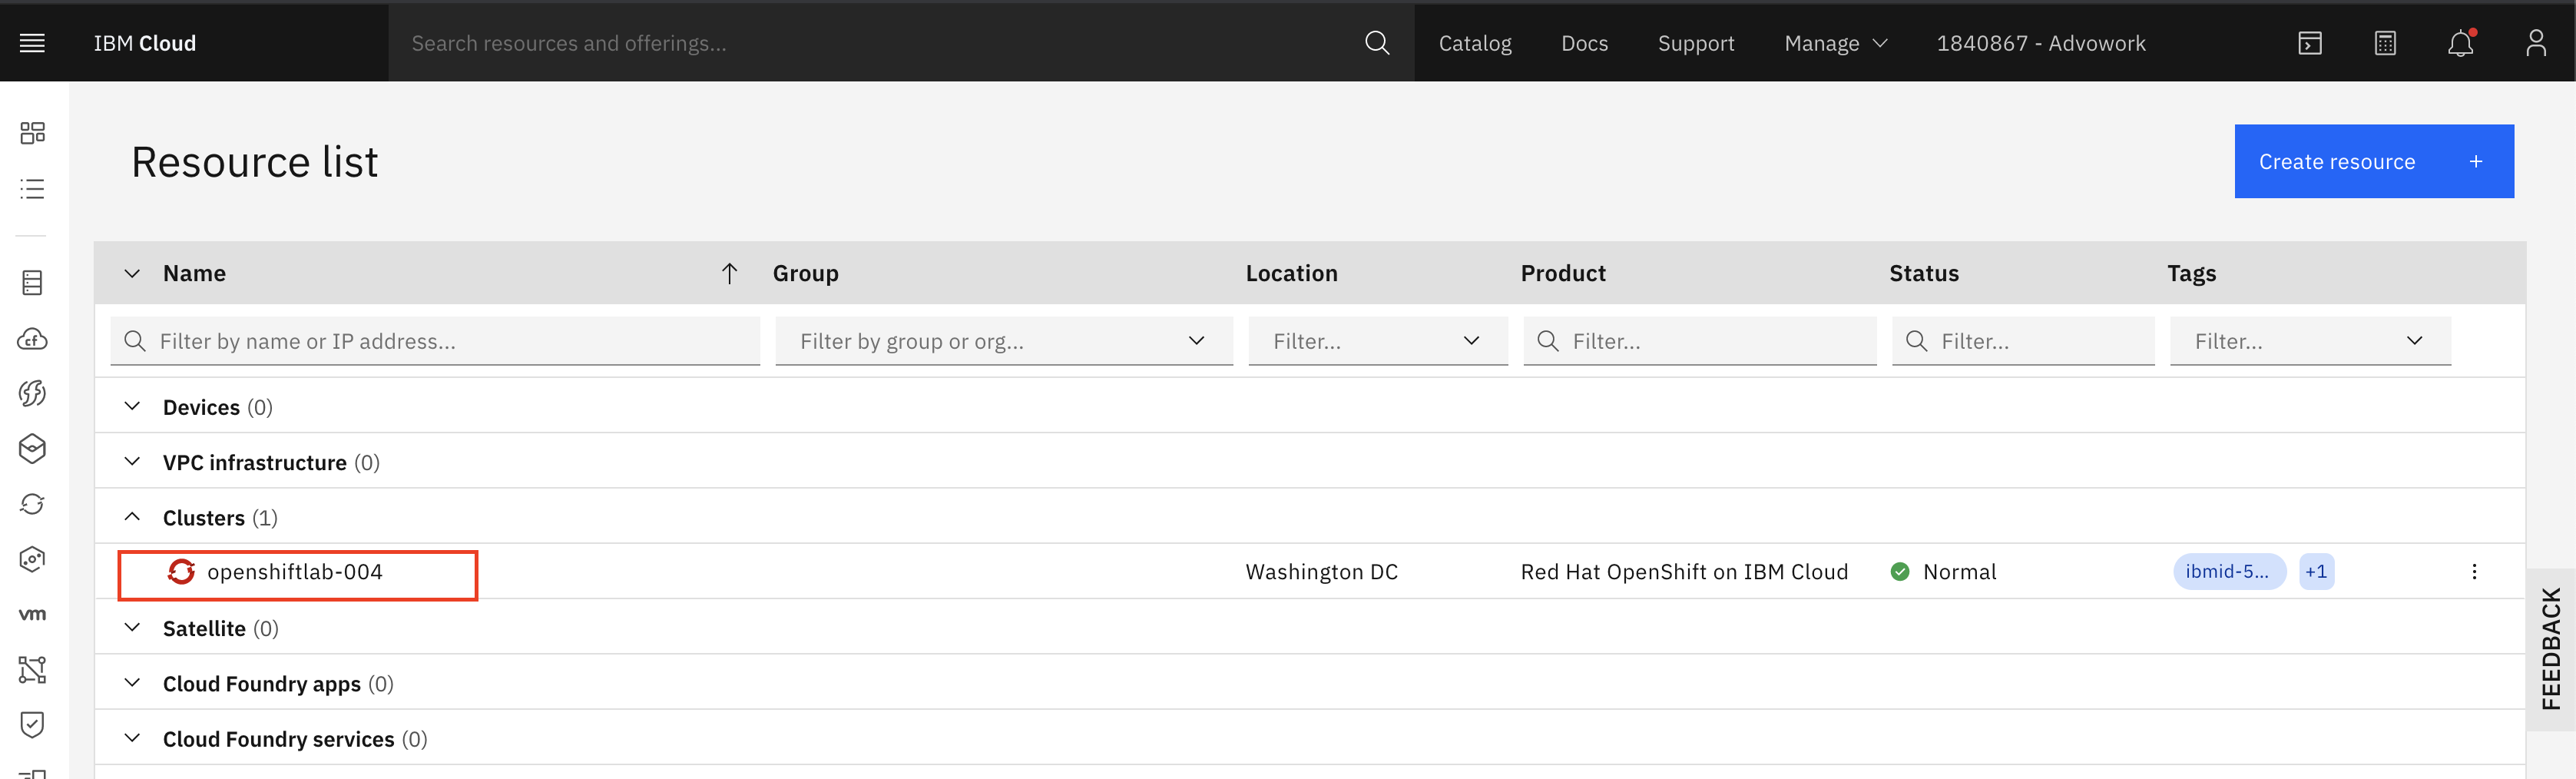 IBM Cloud
Search resources and offerings...
Catalog
Docs
Support
Manage
1840867 - Advowork
Resource list
Create resource +
Name
Group
Location
Product
Status
Tags
Filter by name or IP address...
Filter by group or org...
Filter...
Filter...
Filter...
Filter...
Devices (0)
VPC infrastructure (0)
Clusters (1)
openshiftlab-004
Washington DC
Red Hat OpenShift on IBM Cloud
Normal
ibmid-5...
+1
Satellite (0)
Cloud Foundry apps (0)
Cloud Foundry services (0)
cf
vm
FEEDBACK